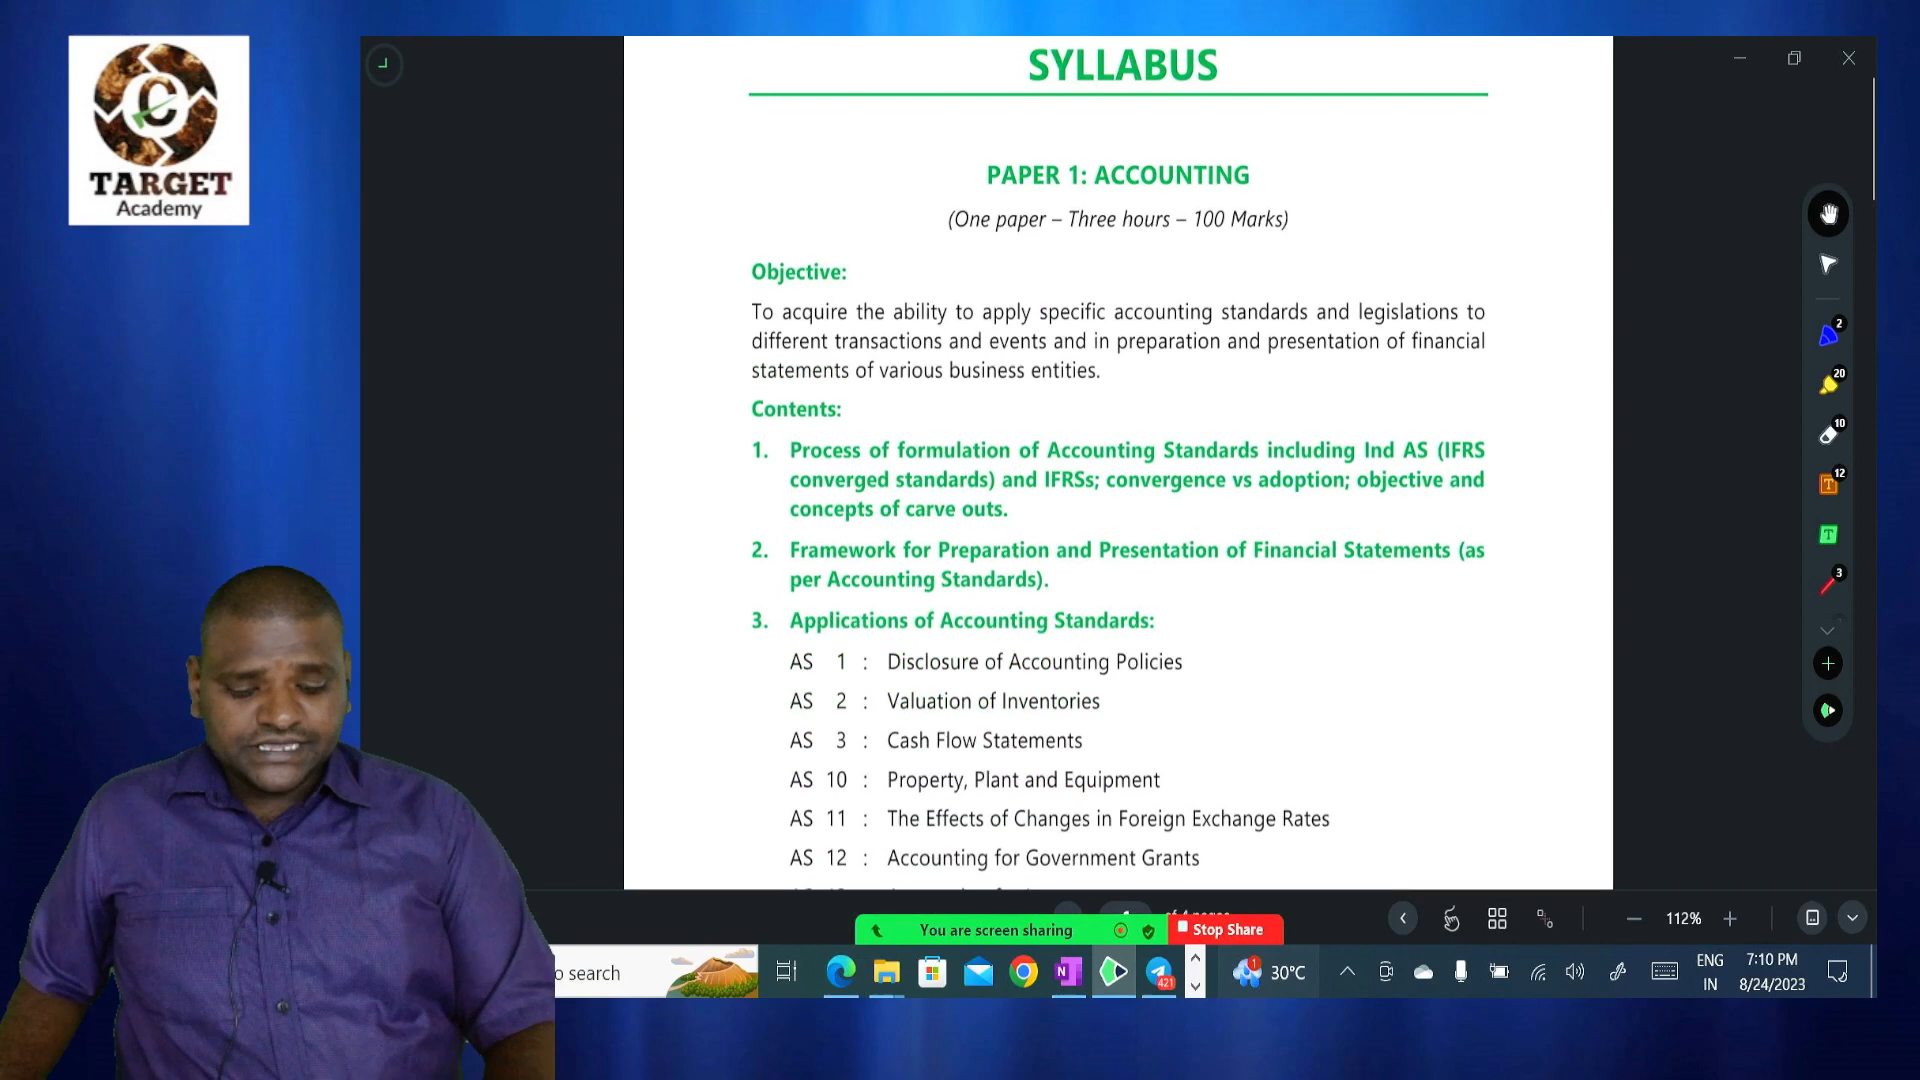 TARGET
Academy
SYLLABUS
PAPER 1: ACCOUNTING
(One paper – Three hours – 100 Marks)
Objective:
To acquire the ability to apply specific accounting standards and legislations to
different transactions and events and in preparation and presentation of financial
statements of various business entities.
Contents:
1. Process of formulation of Accounting Standards including Ind AS (IFRS
converged standards) and IFRSs; convergence vs adoption; objective and
concepts of carve outs.
2. Framework for Preparation and Presentation of Financial Statements (as
per Accounting Standards).
3. Applications of Accounting Standards:
AS 1 : Disclosure of Accounting Policies
AS 2 : Valuation of Inventories
AS 3 : Cash Flow Statements
AS 10 : Property, Plant and Equipment
AS 11 : The Effects of Changes in Foreign Exchange Rates
AS 12 : Accounting for Government Grants
2
20
10
12
T
T
3
112%
You are screen sharing
Stop Share
o search
N
421
1
30°C
ENG
IN
7:10 PM
8/24/2023